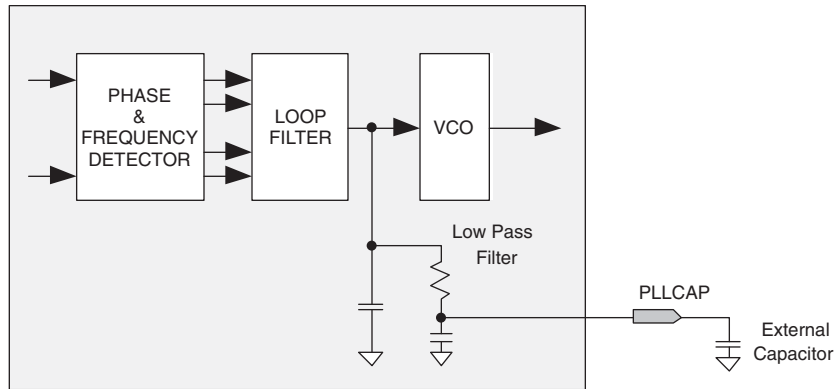 PHASE
&
FREQUENCY
DETECTOR
LOOP
FILTER
VCO
Low Pass
Filter
PLLCAP
External
Capacitor